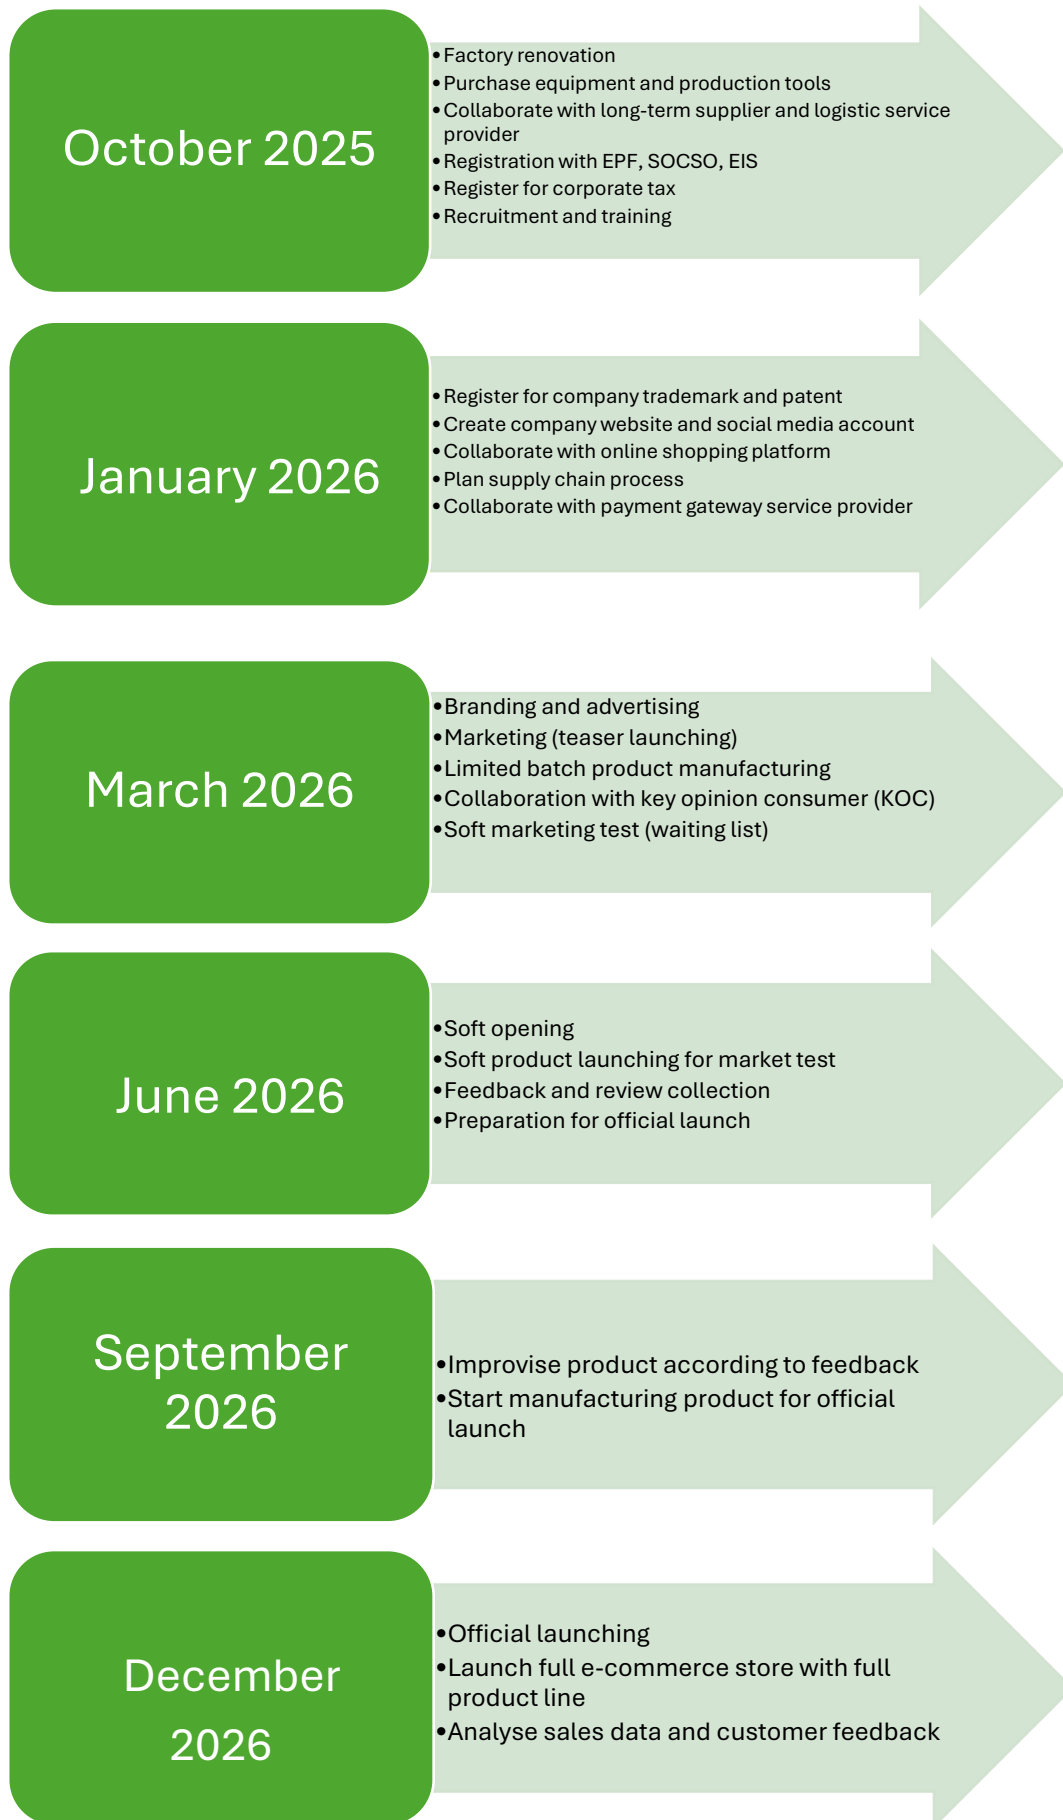 October 2025
•Factory renovation
•Purchase equipment and production tools
•Collaborate with long-term supplier and logistic service
provider
•Registration with EPF, SOCSO, EIS
•Register for corporate tax
•Recruitment and training
January 2026
•Register for company trademark and patent
•Create company website and social media account
•Collaborate with online shopping platform
•Plan supply chain process
•Collaborate with payment gateway service provider
March 2026
•Branding and advertising
•Marketing (teaser launching)
•Limited batch product manufacturing
•Collaboration with key opinion consumer (KOC)
•Soft marketing test (waiting list)
June 2026
•Soft opening
•Soft product launching for market test
•Feedback and review collection
•Preparation for official launch
September
2026
•Improvise product according to feedback
•Start manufacturing product for official
launch
December
2026
•Official launching
•Launch full e-commerce store with full
product line
•Analyse sales data and customer feedback